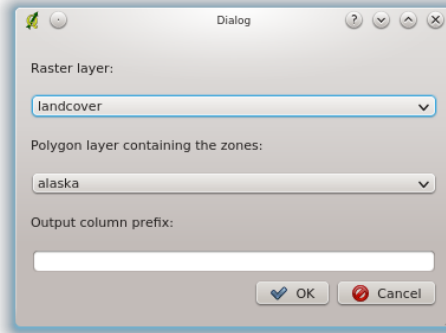 Dialog
Raster layer:
landcover
Polygon layer containing the zones:
alaska
Output column prefix:
OK Cancel